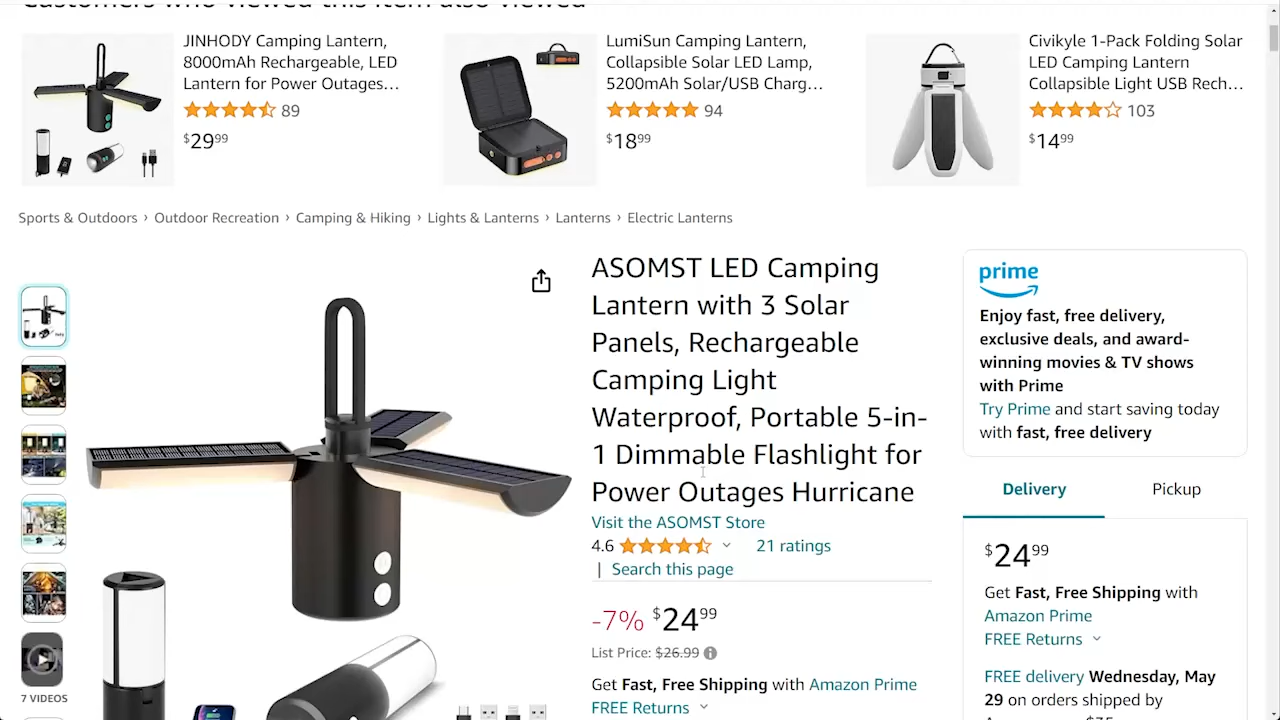 Customers who viewed this item also viewed
JINHODY Camping Lantern,
8000mAh Rechargeable, LED
Lantern for Power Outages...
89
$29.99
LumiSun Camping Lantern,
Collapsible Solar LED Lamp,
5200mAh Solar/USB Charg...
94
$18.99
Civikyle 1-Pack Folding Solar
LED Camping Lantern
Collapsible Light USB Rech...
103
$14.99
Sports & Outdoors › Outdoor Recreation › Camping & Hiking › Lights & Lanterns › Lanterns › Electric Lanterns
ASOMST LED Camping
Lantern with 3 Solar
Panels, Rechargeable
Camping Light
Waterproof, Portable 5-in-
1 Dimmable Flashlight for
Power Outages Hurricane
Visit the ASOMST Store
4.6
21 ratings
| Search this page
-7% $24.99
List Price: $26.99
Get Fast, Free Shipping with Amazon Prime
FREE Returns
7 VIDEOS
prime
Enjoy fast, free delivery,
exclusive deals, and award-
winning movies & TV shows
with Prime
Try Prime and start saving today
with fast, free delivery
Delivery
Pickup
$24.99
Get Fast, Free Shipping with
Amazon Prime
FREE Returns
FREE delivery Wednesday, May
29 on orders shipped by